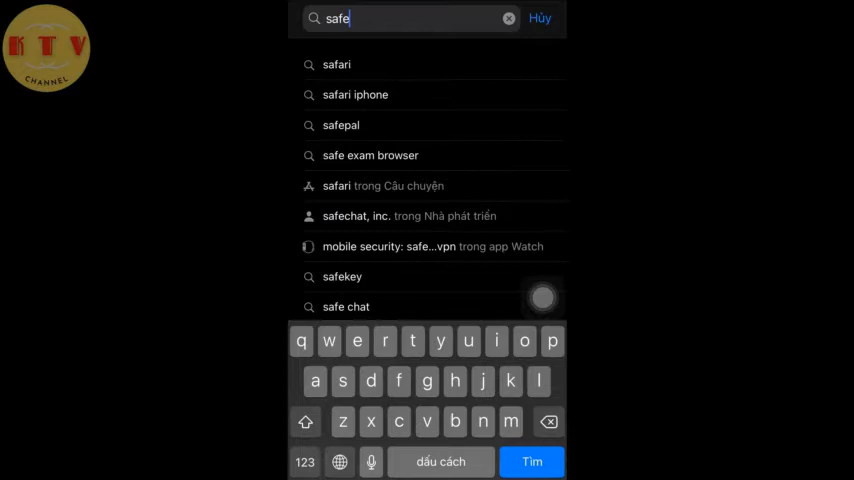 K T V
CHANNEL
safe
Hủy
safari
safari iphone
safepal
safe exam browser
safari trong Câu chuyện
safechat, inc. trong Nhà phát triển
mobile security: safe...vpn trong app Watch
safekey
safe chat
q w e r t y u i o p
a s d f g h j k l
z x c v b n m
123 dấu cách Tìm